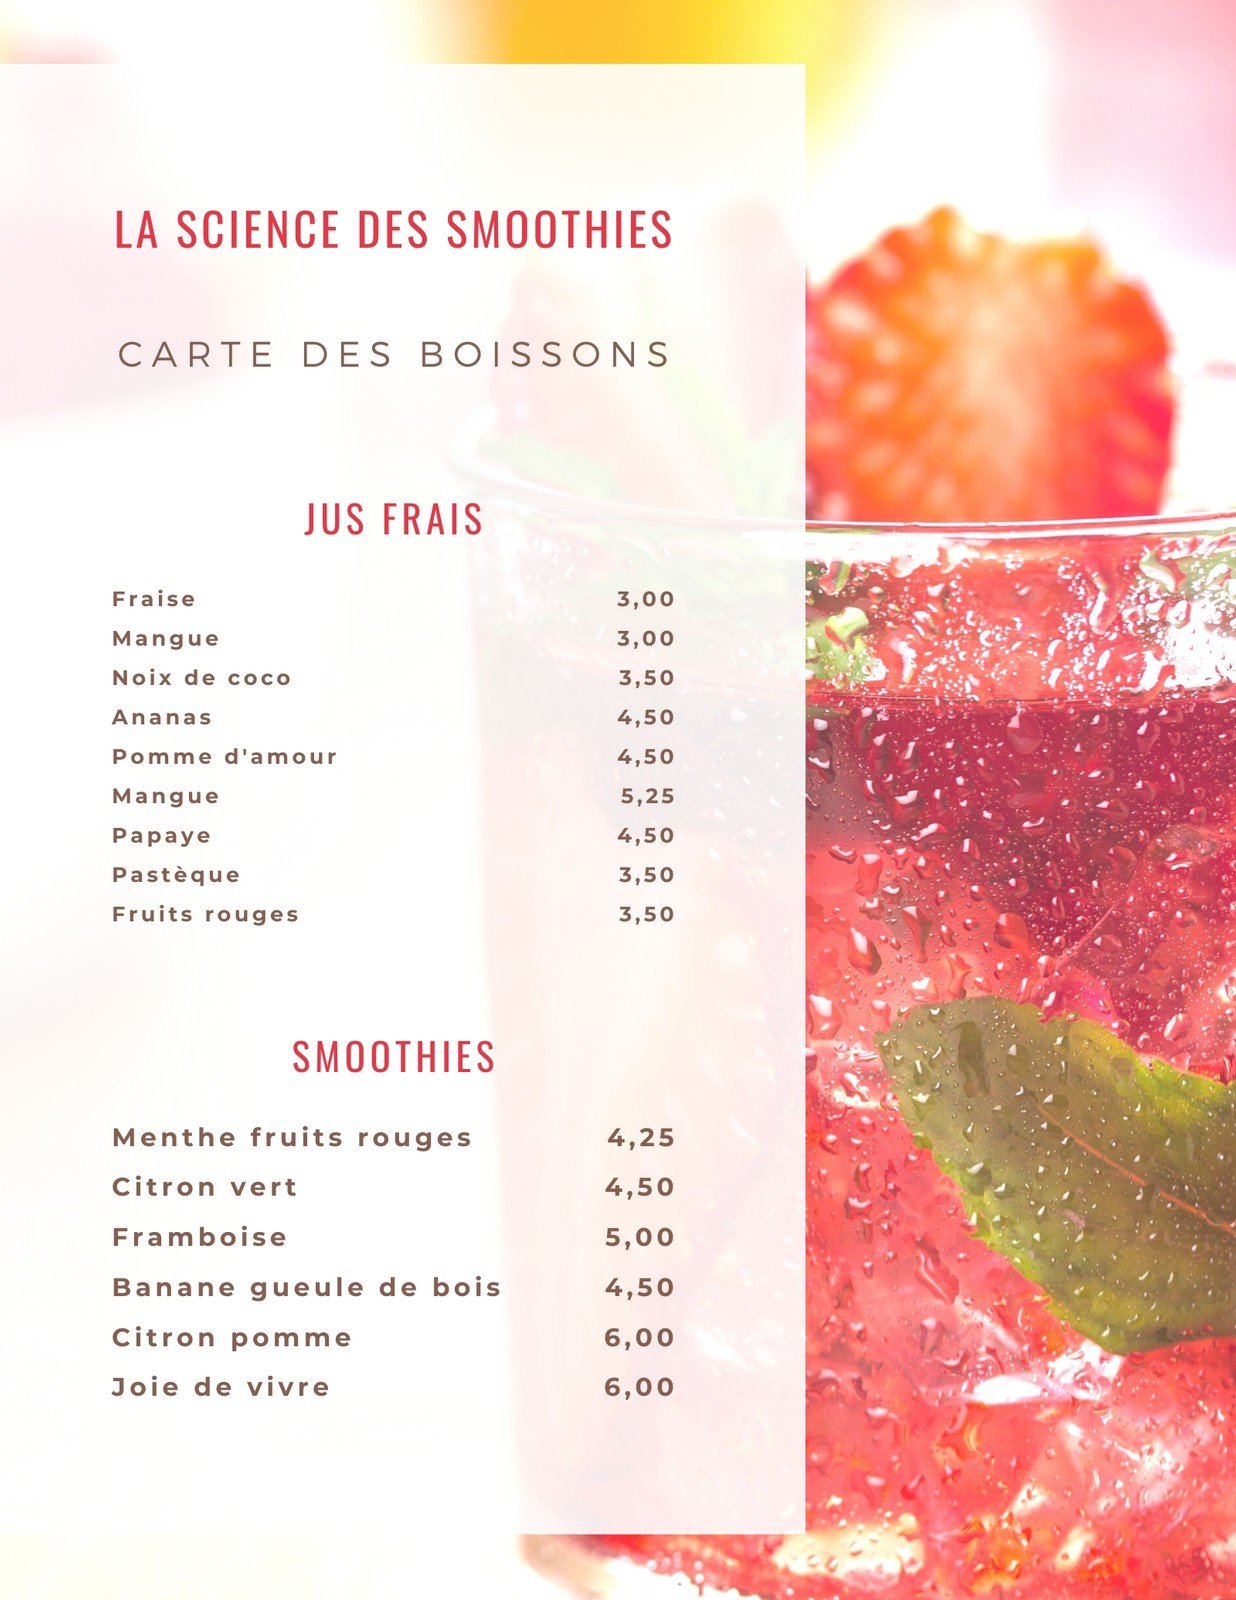 LA SCIENCE DES SMOOTHIES
CARTE DES BOISSONS
JUS FRAIS
Fraise 3,00
Mangue 3,00
Noix de coco 3,50
Ananas 4,50
Pomme d'amour 4,50
Mangue 5,25
Papaye 4,50
Pastèque 3,50
Fruits rouges 3,50
SMOOTHIES
Menthe fruits rouges 4,25
Citron vert 4,50
Framboise 5,00
Banane gueule de bois 4,50
Citron pomme 6,00
Joie de vivre 6,00